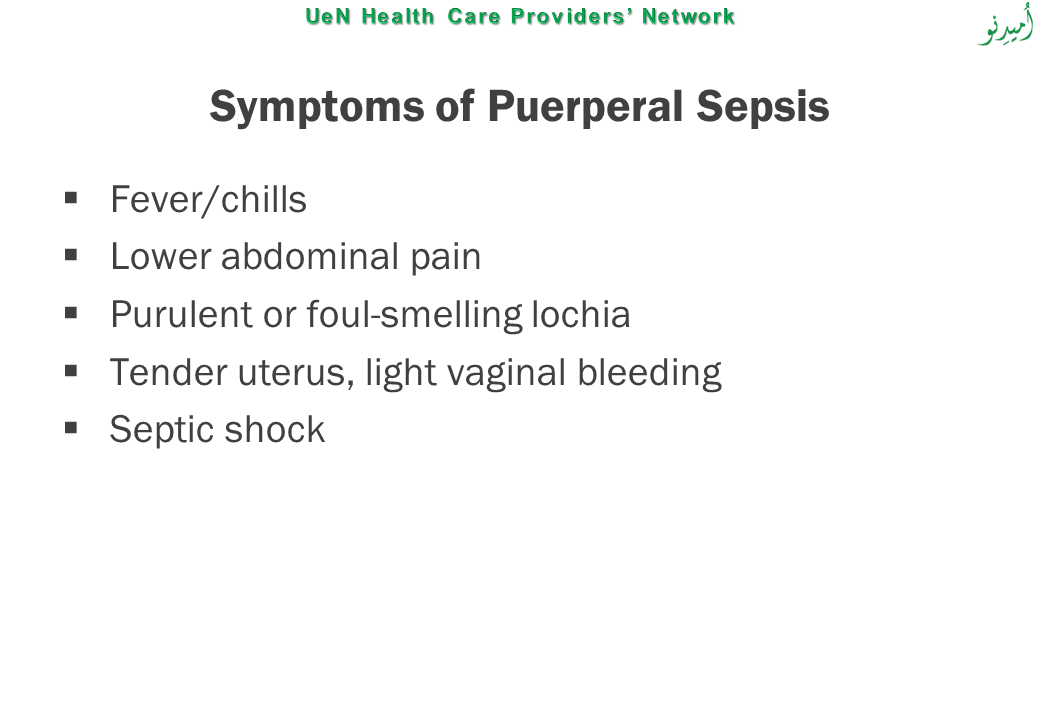 UeN Health Care Providers’ Network
اُميدِنو
Symptoms of Puerperal Sepsis
▪ Fever/chills
▪ Lower abdominal pain
▪ Purulent or foul-smelling lochia
▪ Tender uterus, light vaginal bleeding
▪ Septic shock